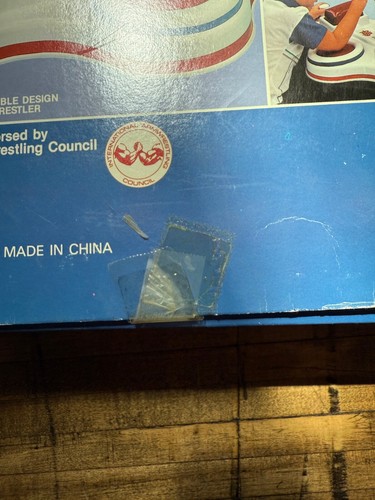 BLE DESIGN
RESTLER
rsed by
restling Council
INTERNATIONAL ARMWRESTLING
COUNCIL
MADE IN CHINA